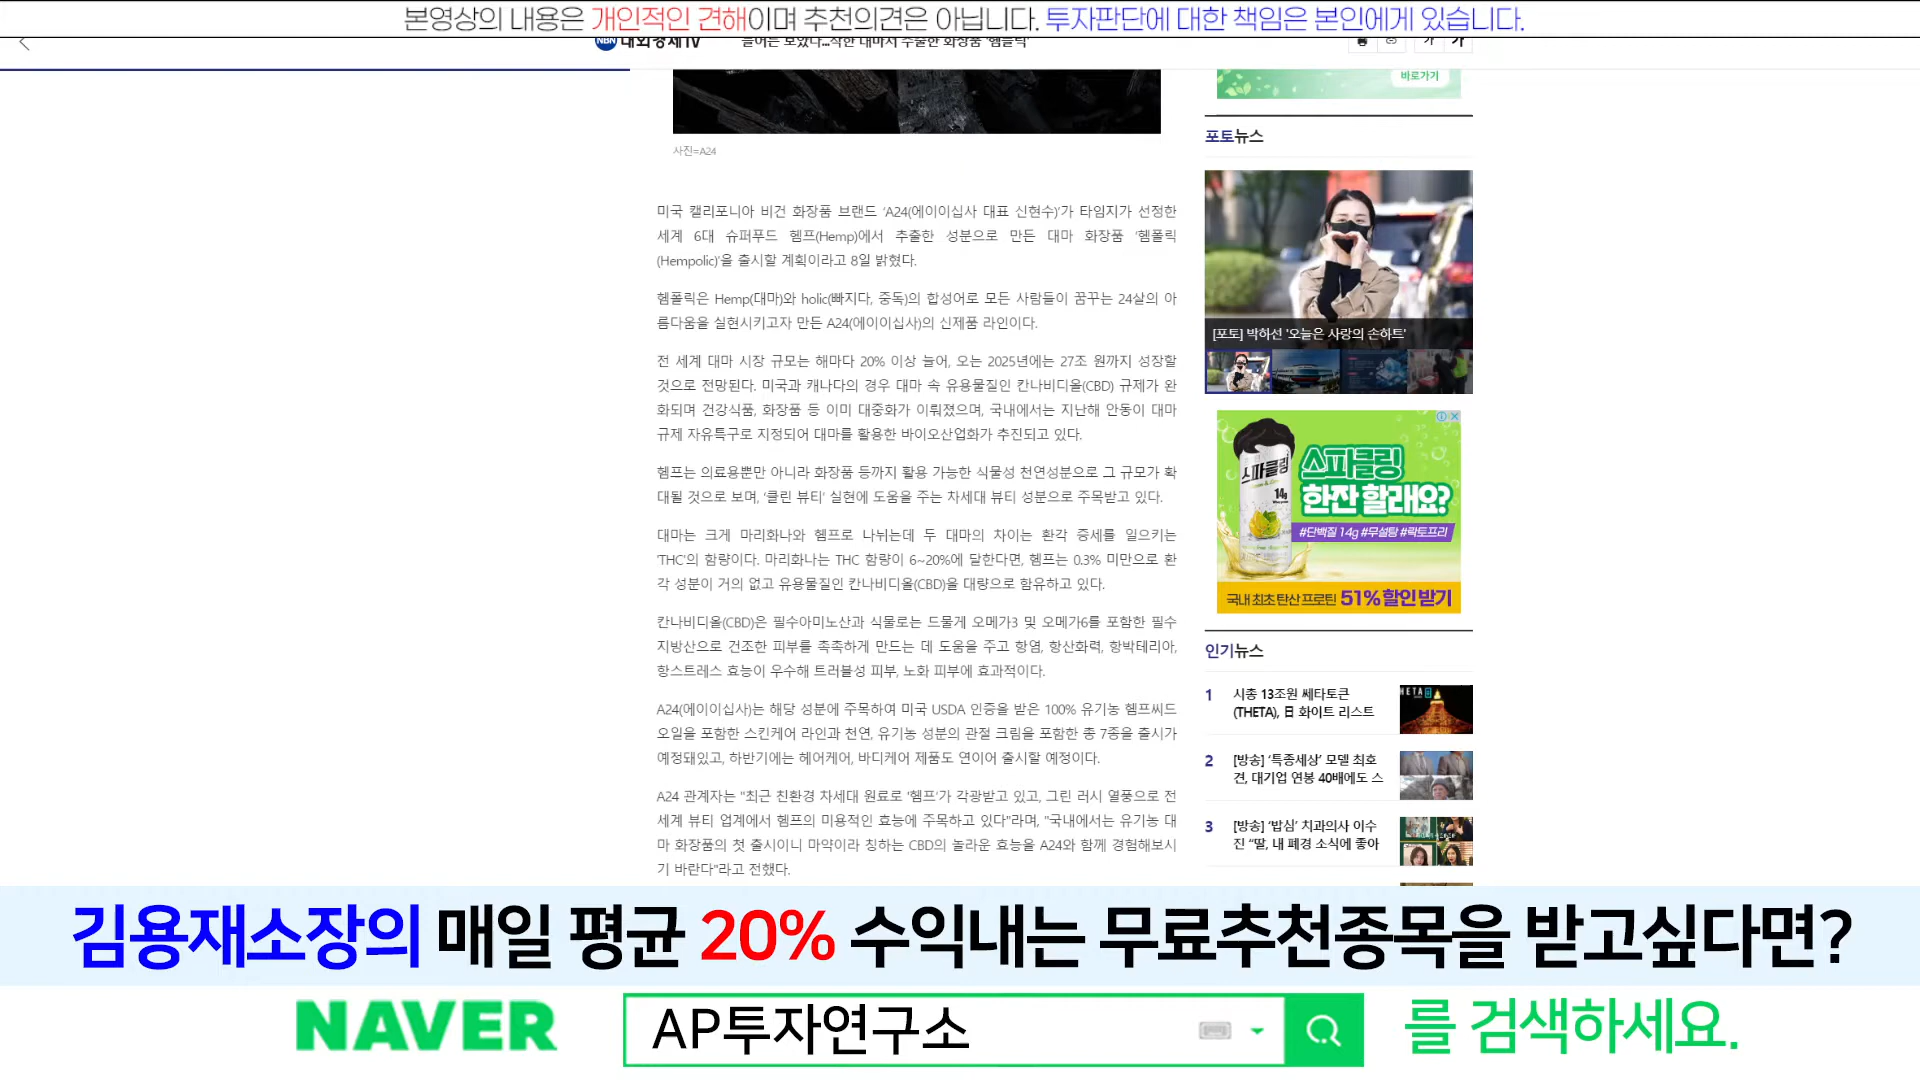 본영상의 내용은 개인적인 견해이며 추천의견은 아닙니다. 투자판단에 대한 책임은 본인에게 있습니다.
NBN 내외경제TV
바로가기
사진=A24
미국 캘리포니아 비건 화장품 브랜드 ‘A24(에이이십사 대표 신현수)’가 타임지가 선정한
세계 6대 슈퍼푸드 헴프(Hemp)에서 추출한 성분으로 만든 대마 화장품 ‘헴폴릭
(Hempolic)’을 출시할 계획이라고 8일 밝혔다.
헴폴릭은 Hemp(대마)와 holic(빠지다, 중독)의 합성어로 모든 사람들이 꿈꾸는 24살의 아
름다움을 실현시키고자 만든 A24(에이이십사)의 신제품 라인이다.
전 세계 대마 시장 규모는 해마다 20% 이상 늘어, 오는 2025년에는 27조 원까지 성장할
것으로 전망된다. 미국과 캐나다의 경우 대마 속 유용물질인 칸나비디올(CBD) 규제가 완
화되며 건강식품, 화장품 등 이미 대중화가 이뤄졌으며, 국내에서는 지난해 안동이 대마
규제 자유특구로 지정되어 대마를 활용한 바이오산업화가 추진되고 있다.
헴프는 의료용뿐만 아니라 화장품 등까지 활용 가능한 식물성 천연성분으로 그 규모가 확
대될 것으로 보며, ‘클린 뷰티’ 실현에 도움을 주는 차세대 뷰티 성분으로 주목받고 있다.
대마는 크게 마리화나와 헴프로 나뉘는데 두 대마의 차이는 환각 증세를 일으키는
'THC'의 함량이다. 마리화나는 THC 함량이 6~20%에 달한다면, 헴프는 0.3% 미만으로 환
각 성분이 거의 없고 유용물질인 칸나비디올(CBD)을 대량으로 함유하고 있다.
칸나비디올(CBD)은 필수아미노산과 식물로는 드물게 오메가3 및 오메가6를 포함한 필수
지방산으로 건조한 피부를 촉촉하게 만드는 데 도움을 주고 항염, 항산화력, 항박테리아,
항스트레스 효능이 우수해 트러블성 피부, 노화 피부에 효과적이다.
A24(에이이십사)는 해당 성분에 주목하여 미국 USDA 인증을 받은 100% 유기농 헴프씨드
오일을 포함한 스킨케어 라인과 천연, 유기농 성분의 관절 크림을 포함한 총 7종을 출시가
예정돼있고, 하반기에는 헤어케어, 바디케어 제품도 연이어 출시할 예정이다.
A24 관계자는 "최근 친환경 차세대 원료로 ‘헴프’가 각광받고 있고, 그린 러시 열풍으로 전
세계 뷰티 업계에서 헴프의 미용적인 효능에 주목하고 있다"라며, "국내에서는 유기농 대
마 화장품의 첫 출시이니 마약이라 칭하는 CBD의 놀라운 효능을 A24와 함께 경험해보시
기 바란다"라고 전했다.
포토뉴스
[포토] 박하선 '오늘은 사랑의 손하트'
스파클링
14g
스파클링
한잔 할래요?
#단백질 14g #무설탕 #락토프리
국내 최초 탄산 프로틴 51% 할인 받기
인기뉴스
1 시총 13조원 쎄타토큰
(THETA), 日 화이트 리스트
2 [방송] ‘특종세상’ 모델 최호
견, 대기업 연봉 40배에도 스
3 [방송] ‘밥심’ 치과의사 이수
진 “딸, 내 폐경 소식에 좋아
김용재소장의 매일 평균 20% 수익내는 무료추천종목을 받고싶다면?
NAVER AP투자연구소 를 검색하세요.